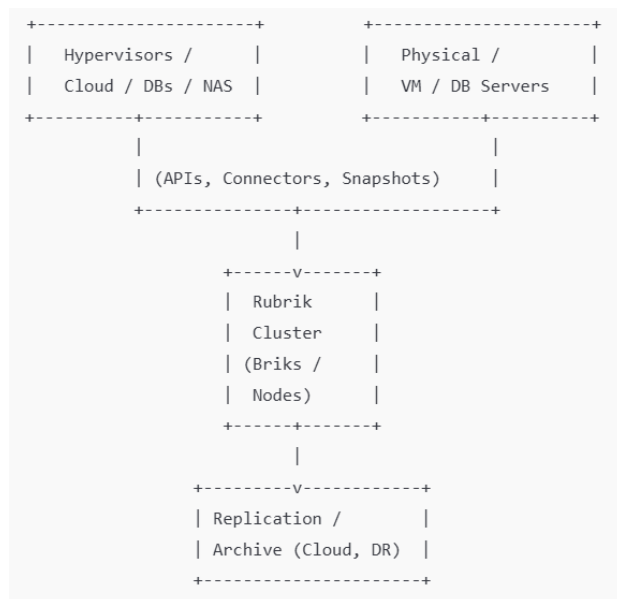 Hypervisors /
Cloud / DBs / NAS
Physical /
VM / DB Servers
(APIs, Connectors, Snapshots)
Rubrik
Cluster
(Briks /
Nodes)
Replication /
Archive (Cloud, DR)